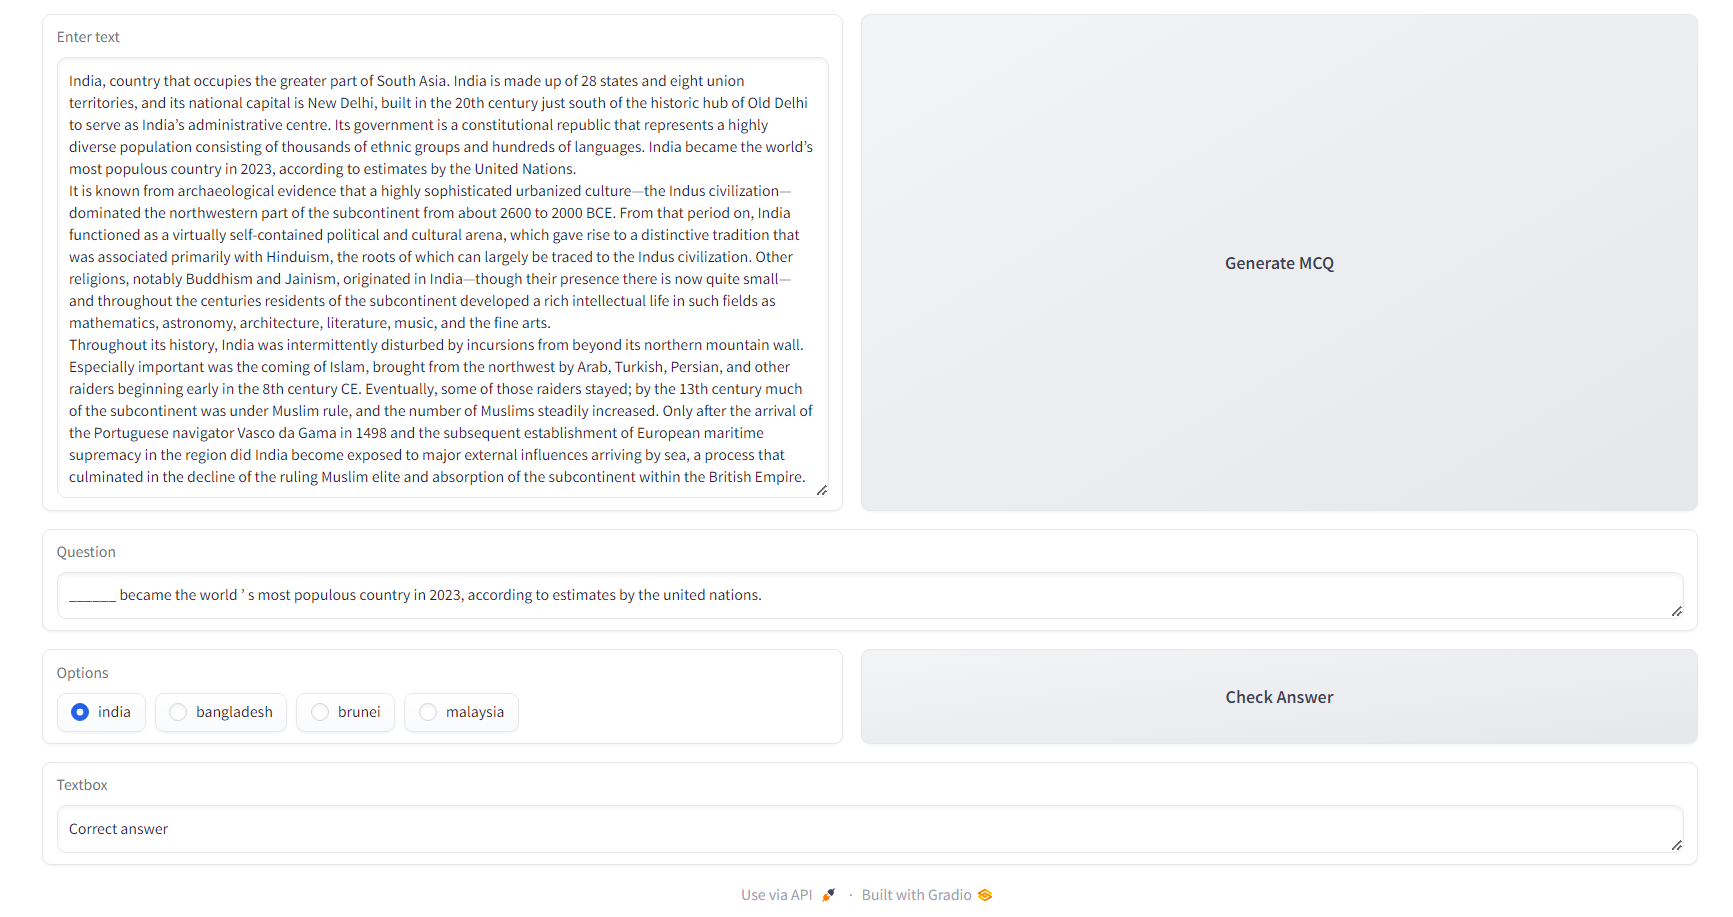 Enter text
India, country that occupies the greater part of South Asia. India is made up of 28 states and eight union
territories, and its national capital is New Delhi, built in the 20th century just south of the historic hub of Old Delhi
to serve as India’s administrative centre. Its government is a constitutional republic that represents a highly
diverse population consisting of thousands of ethnic groups and hundreds of languages. India became the world’s
most populous country in 2023, according to estimates by the United Nations.
It is known from archaeological evidence that a highly sophisticated urbanized culture—the Indus civilization—
dominated the northwestern part of the subcontinent from about 2600 to 2000 BCE. From that period on, India
functioned as a virtually self-contained political and cultural arena, which gave rise to a distinctive tradition that
was associated primarily with Hinduism, the roots of which can largely be traced to the Indus civilization. Other
religions, notably Buddhism and Jainism, originated in India—though their presence there is now quite small—
and throughout the centuries residents of the subcontinent developed a rich intellectual life in such fields as
mathematics, astronomy, architecture, literature, music, and the fine arts.
Throughout its history, India was intermittently disturbed by incursions from beyond its northern mountain wall.
Especially important was the coming of Islam, brought from the northwest by Arab, Turkish, Persian, and other
raiders beginning early in the 8th century CE. Eventually, some of those raiders stayed; by the 13th century much
of the subcontinent was under Muslim rule, and the number of Muslims steadily increased. Only after the arrival of
the Portuguese navigator Vasco da Gama in 1498 and the subsequent establishment of European maritime
supremacy in the region did India become exposed to major external influences arriving by sea, a process that
culminated in the decline of the ruling Muslim elite and absorption of the subcontinent within the British Empire.
Generate MCQ
Question
______ became the world ’ s most populous country in 2023, according to estimates by the united nations.
Options
india bangladesh brunei malaysia
Check Answer
Textbox
Correct answer
Use via API · Built with Gradio